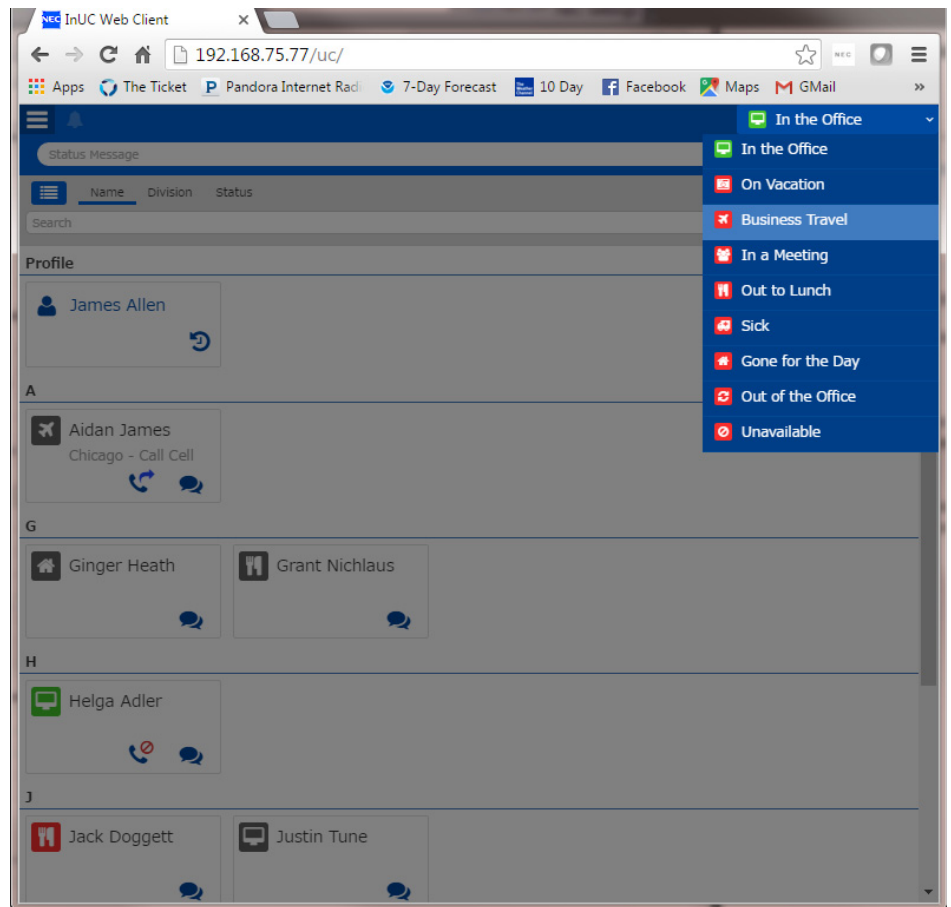 NEC InUC Web Client
192.168.75.77/uc/
NEC
Apps The Ticket P Pandora Internet Radi 7-Day Forecast 10 Day Facebook Maps GMail »
In the Office
Status Message
In the Office
On Vacation
Business Travel
In a Meeting
Out to Lunch
Sick
Gone for the Day
Out of the Office
Unavailable
Name Division Status
Search
Profile
James Allen
A
Aidan James
Chicago - Call Cell
G
Ginger Heath Grant Nichlaus
H
Helga Adler
J
Jack Doggett Justin Tune